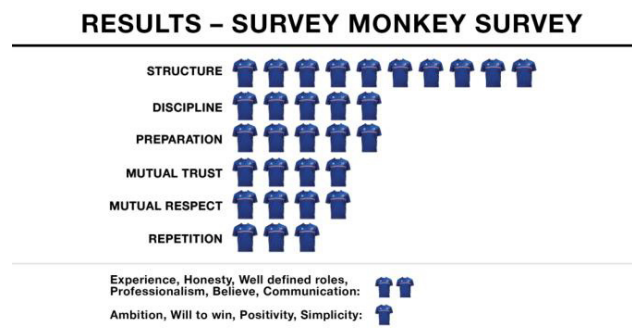 RESULTS – SURVEY MONKEY SURVEY
STRUCTURE
DISCIPLINE
PREPARATION
MUTUAL TRUST
MUTUAL RESPECT
REPETITION
Experience, Honesty, Well defined roles,
Professionalism, Believe, Communication:
Ambition, Will to win, Positivity, Simplicity: